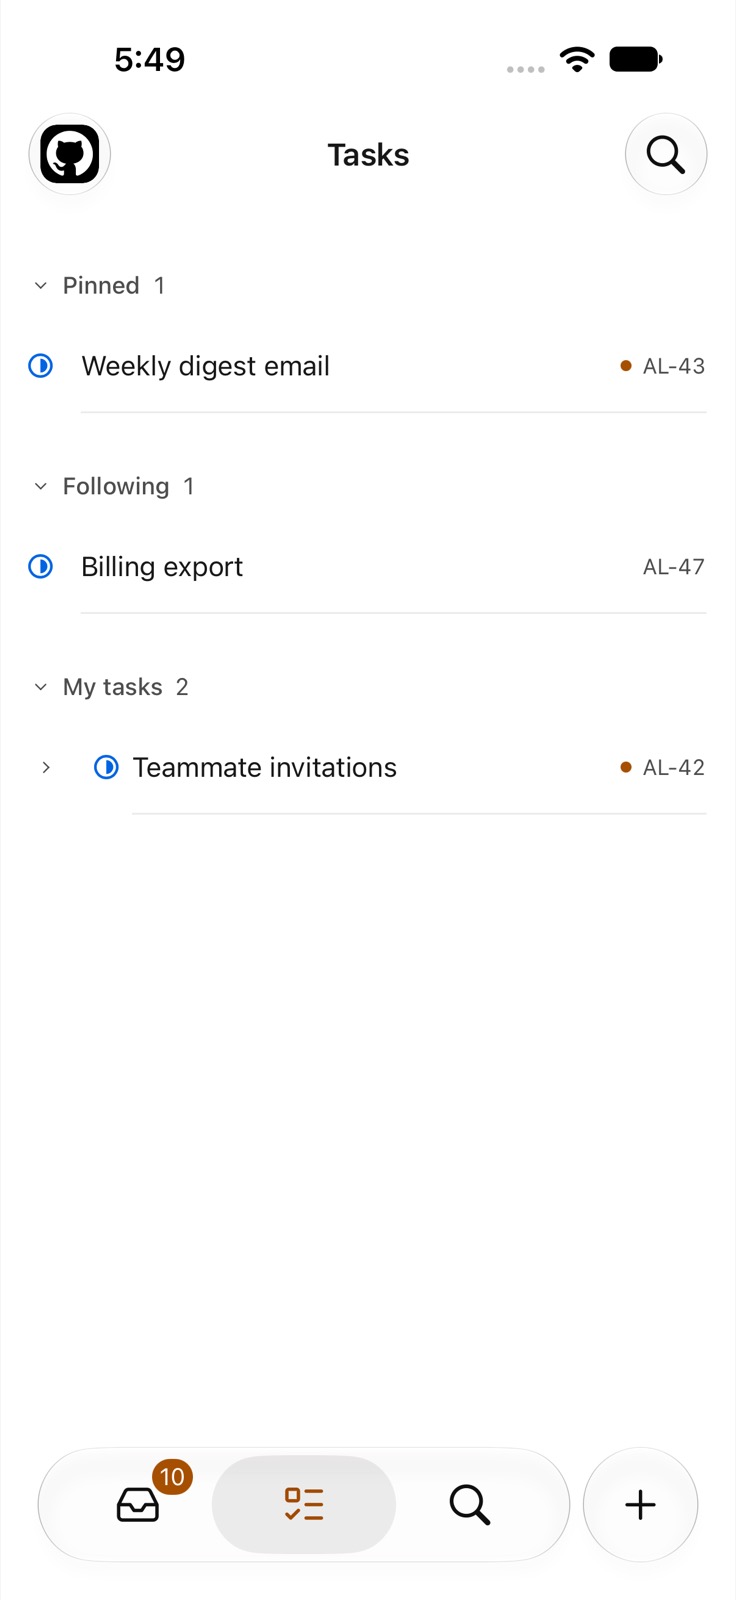 5:49
Tasks
Pinned 1
Weekly digest email AL-43
Following 1
Billing export AL-47
My tasks 2
Teammate invitations AL-42
10